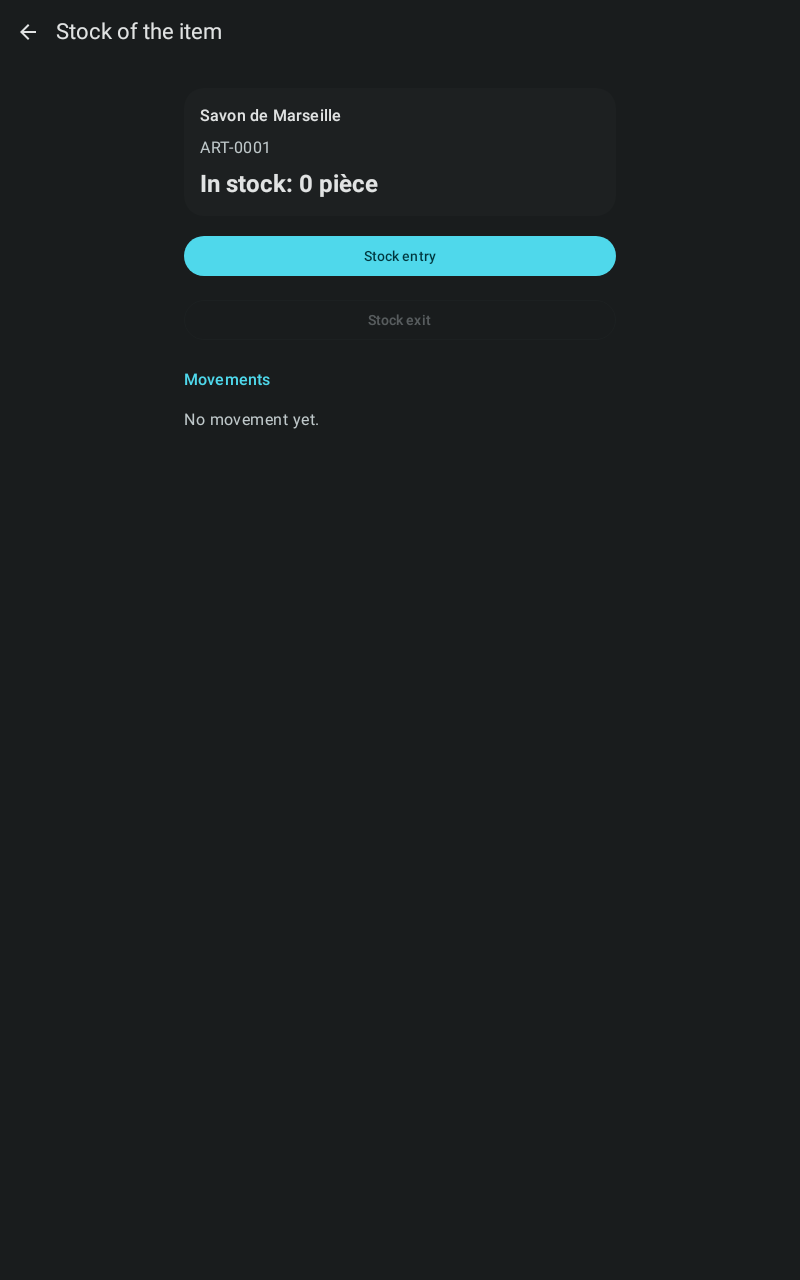 Stock of the item
Savon de Marseille
ART-0001
In stock: 0 pièce
Stock entry
Stock exit
Movements
No movement yet.